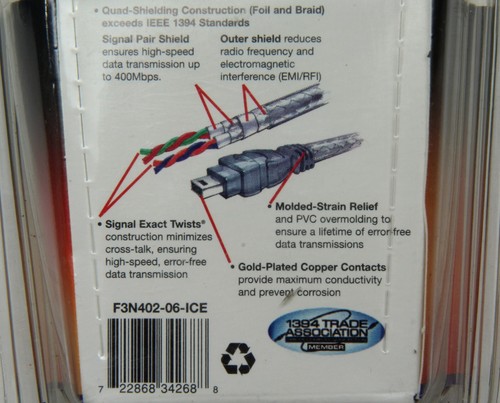 • Quad-Shielding Construction (Foil and Braid)
exceeds IEEE 1394 Standards
Signal Pair Shield
ensures high-speed
data transmission up
to 400Mbps.
Outer shield reduces
radio frequency and
electromagnetic
interference (EMI/RFI)
• Molded-Strain Relief
and PVC overmolding to
ensure a lifetime of error-free
data transmissions
• Signal Exact Twists®
construction minimizes
cross-talk, ensuring
high-speed, error-free
data transmission
• Gold-Plated Copper Contacts
provide maximum conductivity
and prevent corrosion
F3N402-06-ICE
7 22868 34268 8
1394 TRADE
ASSOCIATION
MEMBER